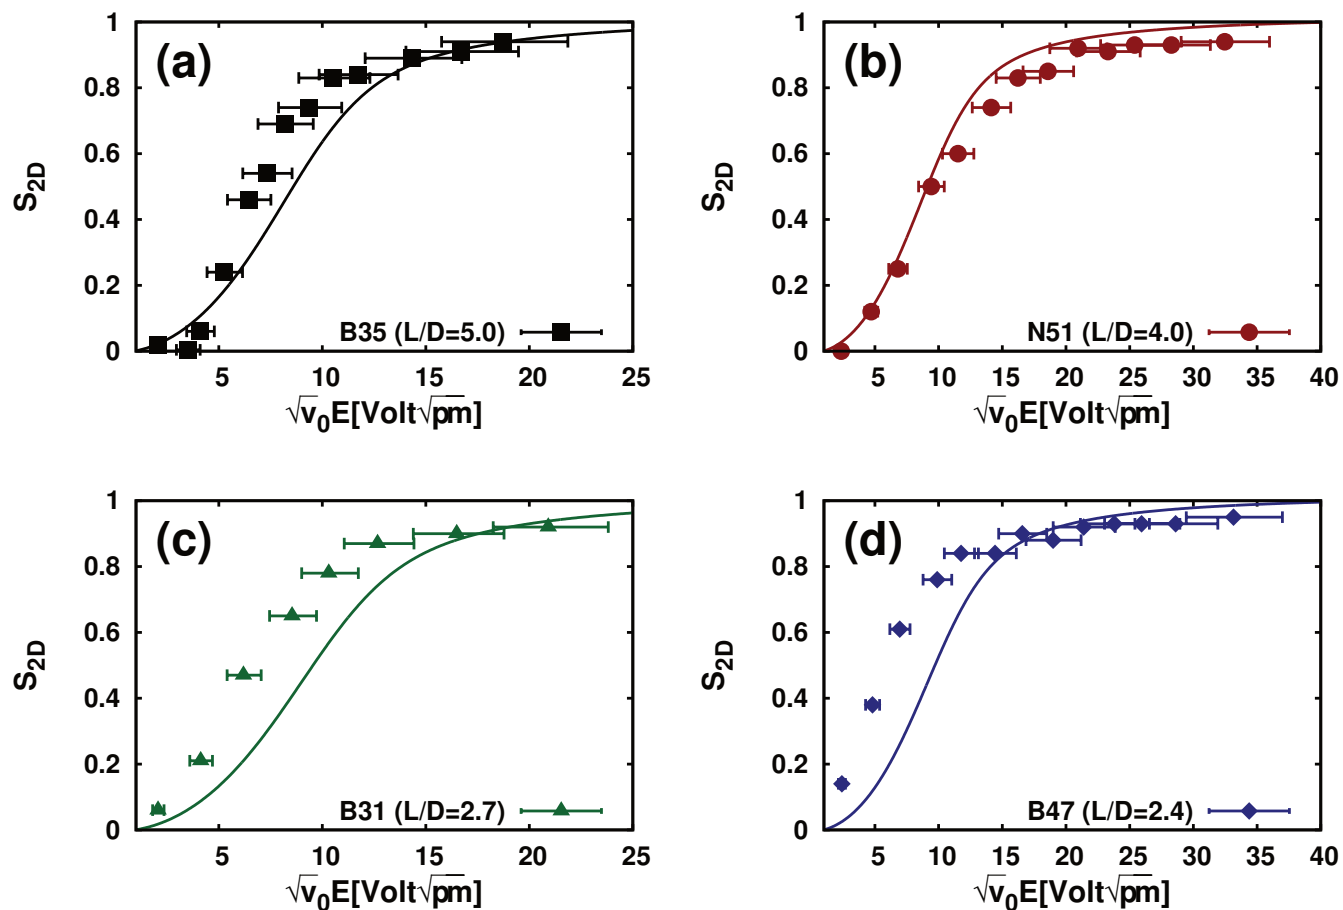 (a)
S2D
1
0.8
0.6
0.4
0.2
0
B35 (L/D=5.0)
5 10 15 20 25
√v0E[Volt√pm]
(b)
S2D
1
0.8
0.6
0.4
0.2
0
N51 (L/D=4.0)
5 10 15 20 25 30 35 40
√v0E[Volt√pm]
(c)
S2D
1
0.8
0.6
0.4
0.2
0
B31 (L/D=2.7)
5 10 15 20 25
√v0E[Volt√pm]
(d)
S2D
1
0.8
0.6
0.4
0.2
0
B47 (L/D=2.4)
5 10 15 20 25 30 35 40
√v0E[Volt√pm]